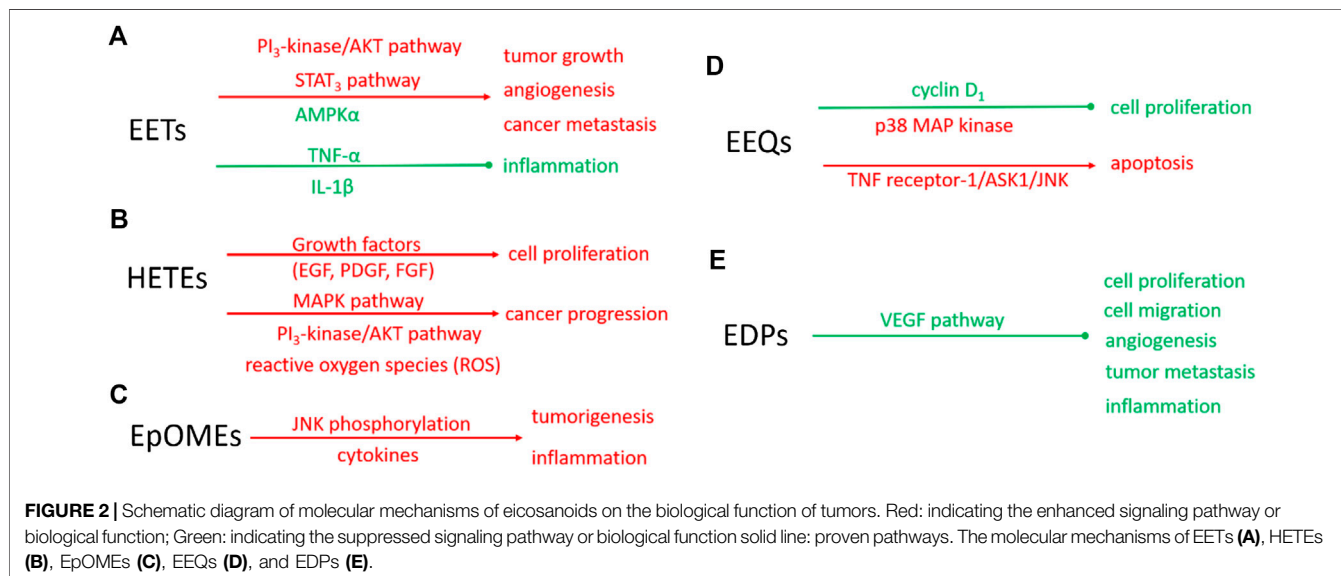 A
EETs
PI3-kinase/AKT pathway
STAT3 pathway
AMPKα
tumor growth
angiogenesis
cancer metastasis
TNF-α
IL-1β
inflammation
B
HETEs
Growth factors
(EGF, PDGF, FGF)
cell proliferation
MAPK pathway
PI3-kinase/AKT pathway
reactive oxygen species (ROS)
cancer progression
C
EpOMEs
JNK phosphorylation
cytokines
tumorigenesis
inflammation
D
EEQs
cyclin D1
p38 MAP kinase
cell proliferation
TNF receptor-1/ASK1/JNK
apoptosis
E
EDPs
VEGF pathway
cell proliferation
cell migration
angiogenesis
tumor metastasis
inflammation
FIGURE 2 | Schematic diagram of molecular mechanisms of eicosanoids on the biological function of tumors. Red: indicating the enhanced signaling pathway or
biological function; Green: indicating the suppressed signaling pathway or biological function solid line: proven pathways. The molecular mechanisms of EETs (A), HETEs
(B), EpOMEs (C), EEQs (D), and EDPs (E).